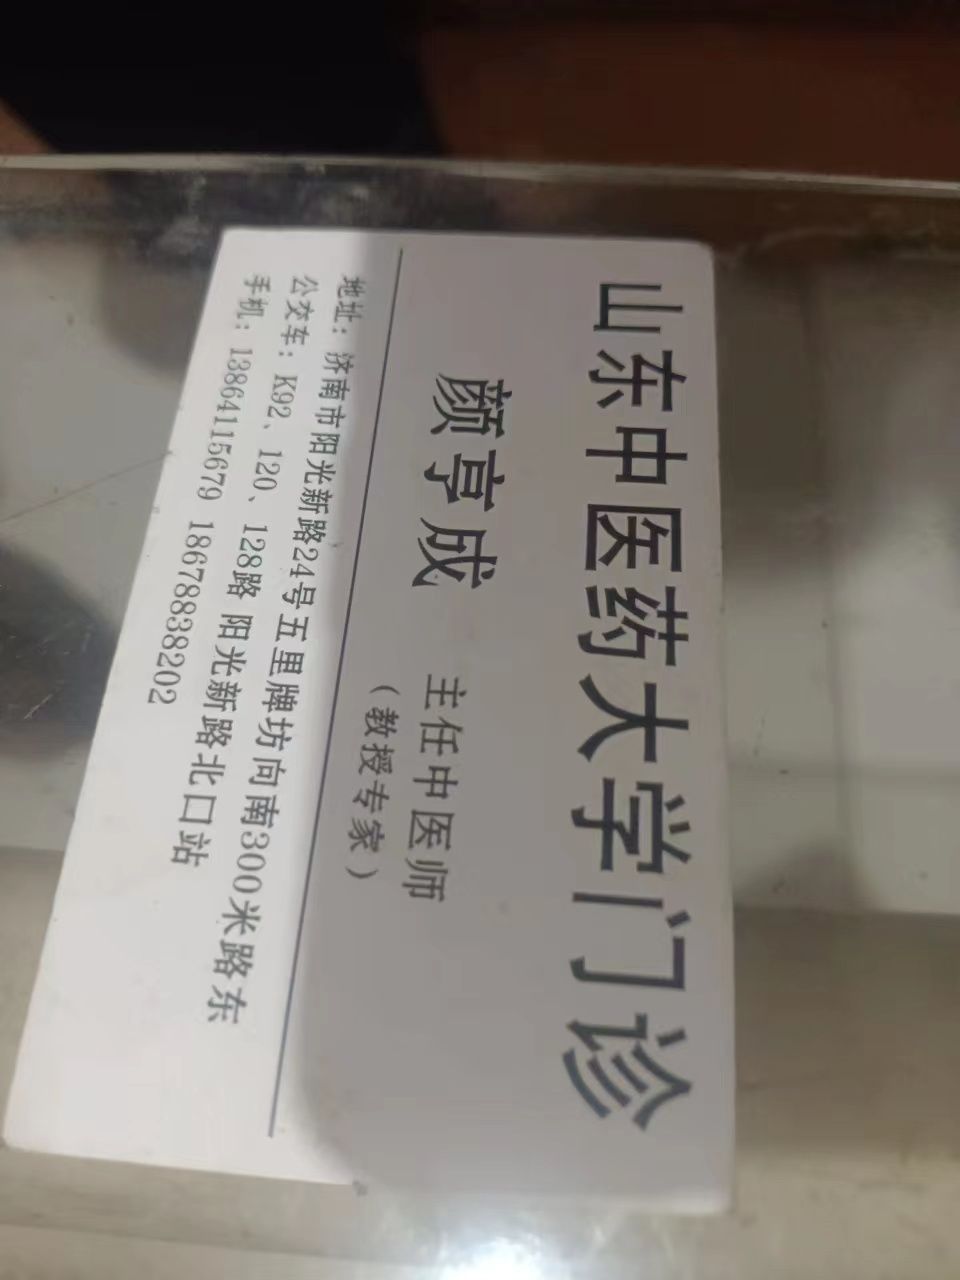 山东中医药大学门诊
颜亨成 主任中医师
（教授专家）
地址：济南市阳光新路24号五里牌坊向南300米路东
公交车：K92、120、128路 阳光新路北口站
手机：13864115679 18678838202